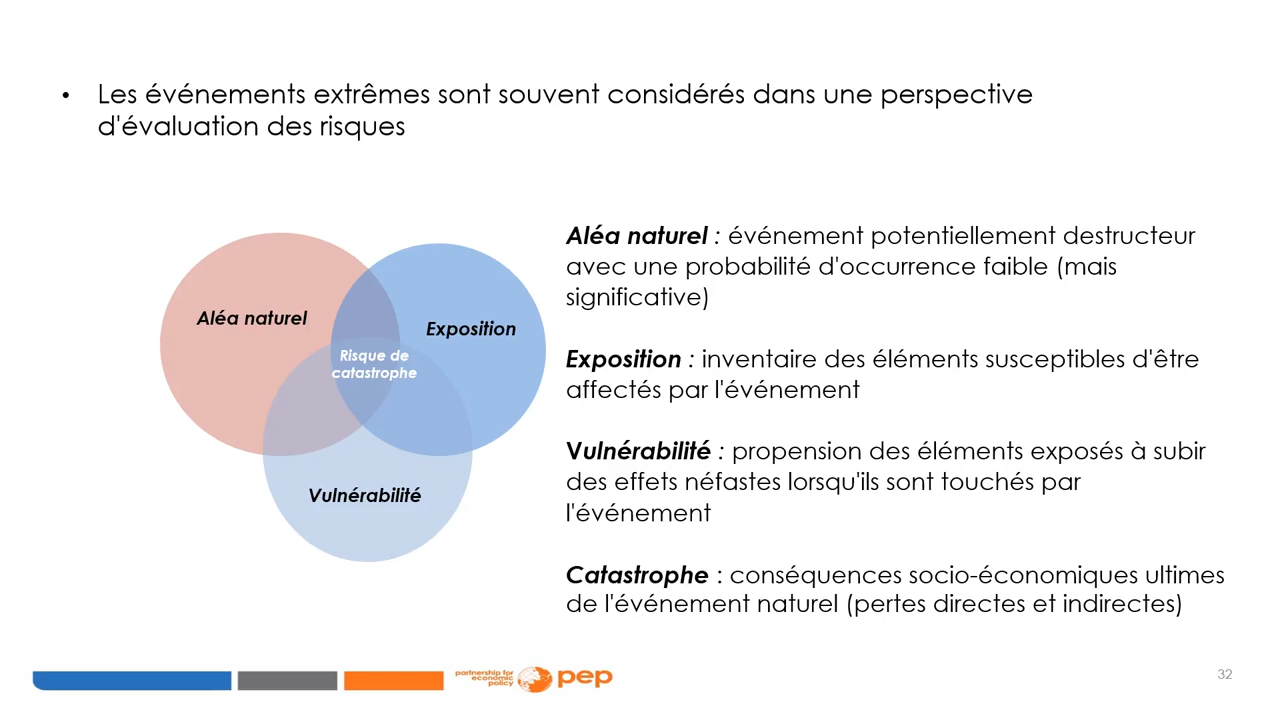 • Les événements extrêmes sont souvent considérés dans une perspective
d'évaluation des risques
Aléa naturel
Exposition
Risque de
catastrophe
Vulnérabilité
Aléa naturel : événement potentiellement destructeur
avec une probabilité d'occurrence faible (mais
significative)
Exposition : inventaire des éléments susceptibles d'être
affectés par l'événement
Vulnérabilité : propension des éléments exposés à subir
des effets néfastes lorsqu'ils sont touchés par
l'événement
Catastrophe : conséquences socio-économiques ultimes
de l'événement naturel (pertes directes et indirectes)
partnership for
economic
policy
pep
32